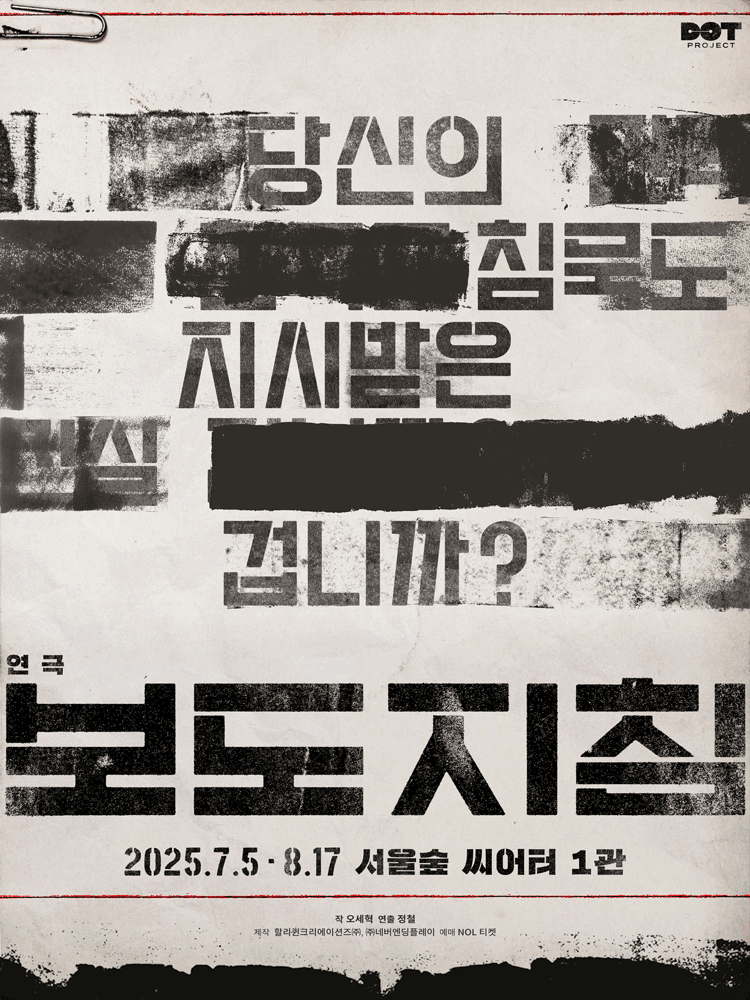 DOT
PROJECT
당신의
침묵도
지시받은
진실
겁니까?
연극
보도지침
2025.7.5 · 8.17 서울숲 씨어터 1관
작 오세혁 연출 정철
제작 할리퀸크리에이션즈㈜, ㈜네버엔딩플레이 예매 NOL 티켓